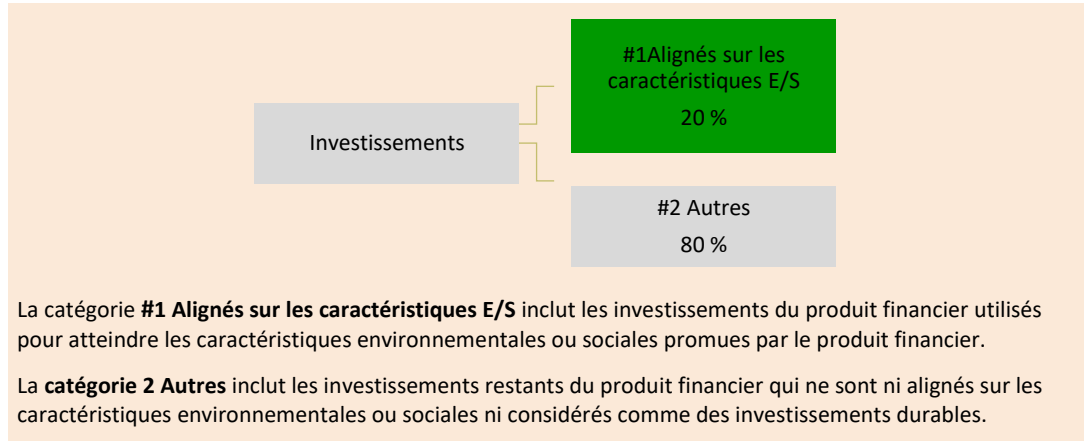 #1Alignés sur les
caractéristiques E/S
20 %
Investissements
#2 Autres
80 %
La catégorie #1 Alignés sur les caractéristiques E/S inclut les investissements du produit financier utilisés
pour atteindre les caractéristiques environnementales ou sociales promues par le produit financier.
La catégorie 2 Autres inclut les investissements restants du produit financier qui ne sont ni alignés sur les
caractéristiques environnementales ou sociales ni considérés comme des investissements durables.